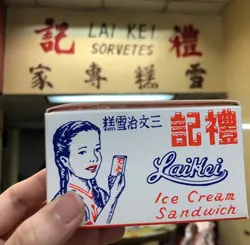 記 LAI KEI 禮
SORVETES
家專糕雪
糕雪治文三
記禮
LaiKei
Ice Cream
Sandwich